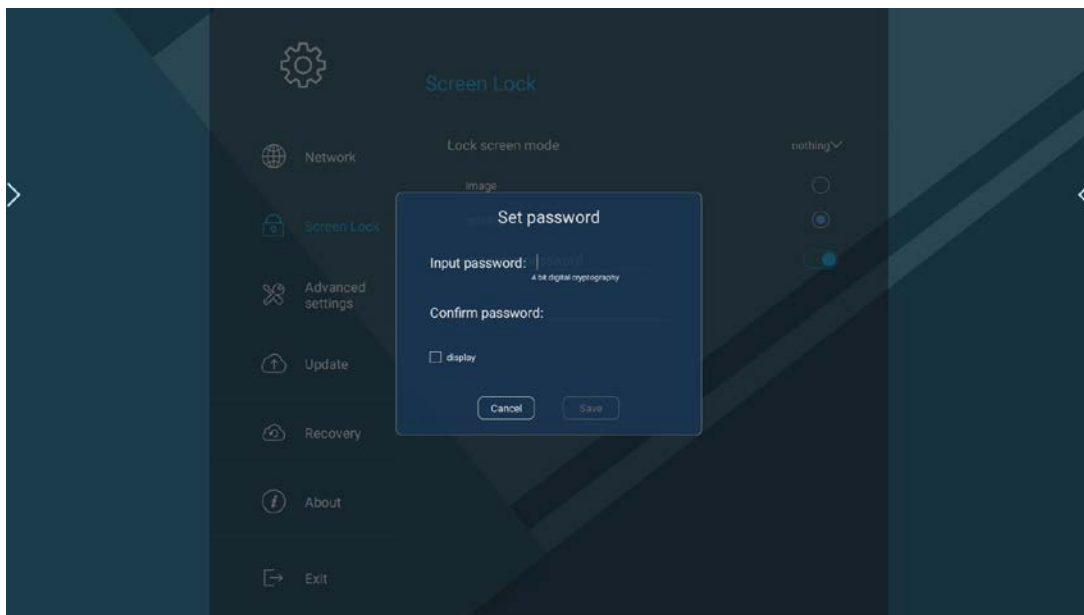 Screen Lock
Network
Screen Lock
Advanced
settings
Update
Recovery
About
Exit
Lock screen mode
nothing
image
Set password
Input password:
4 bit digital cryptography
Confirm password:
display
Cancel
Save